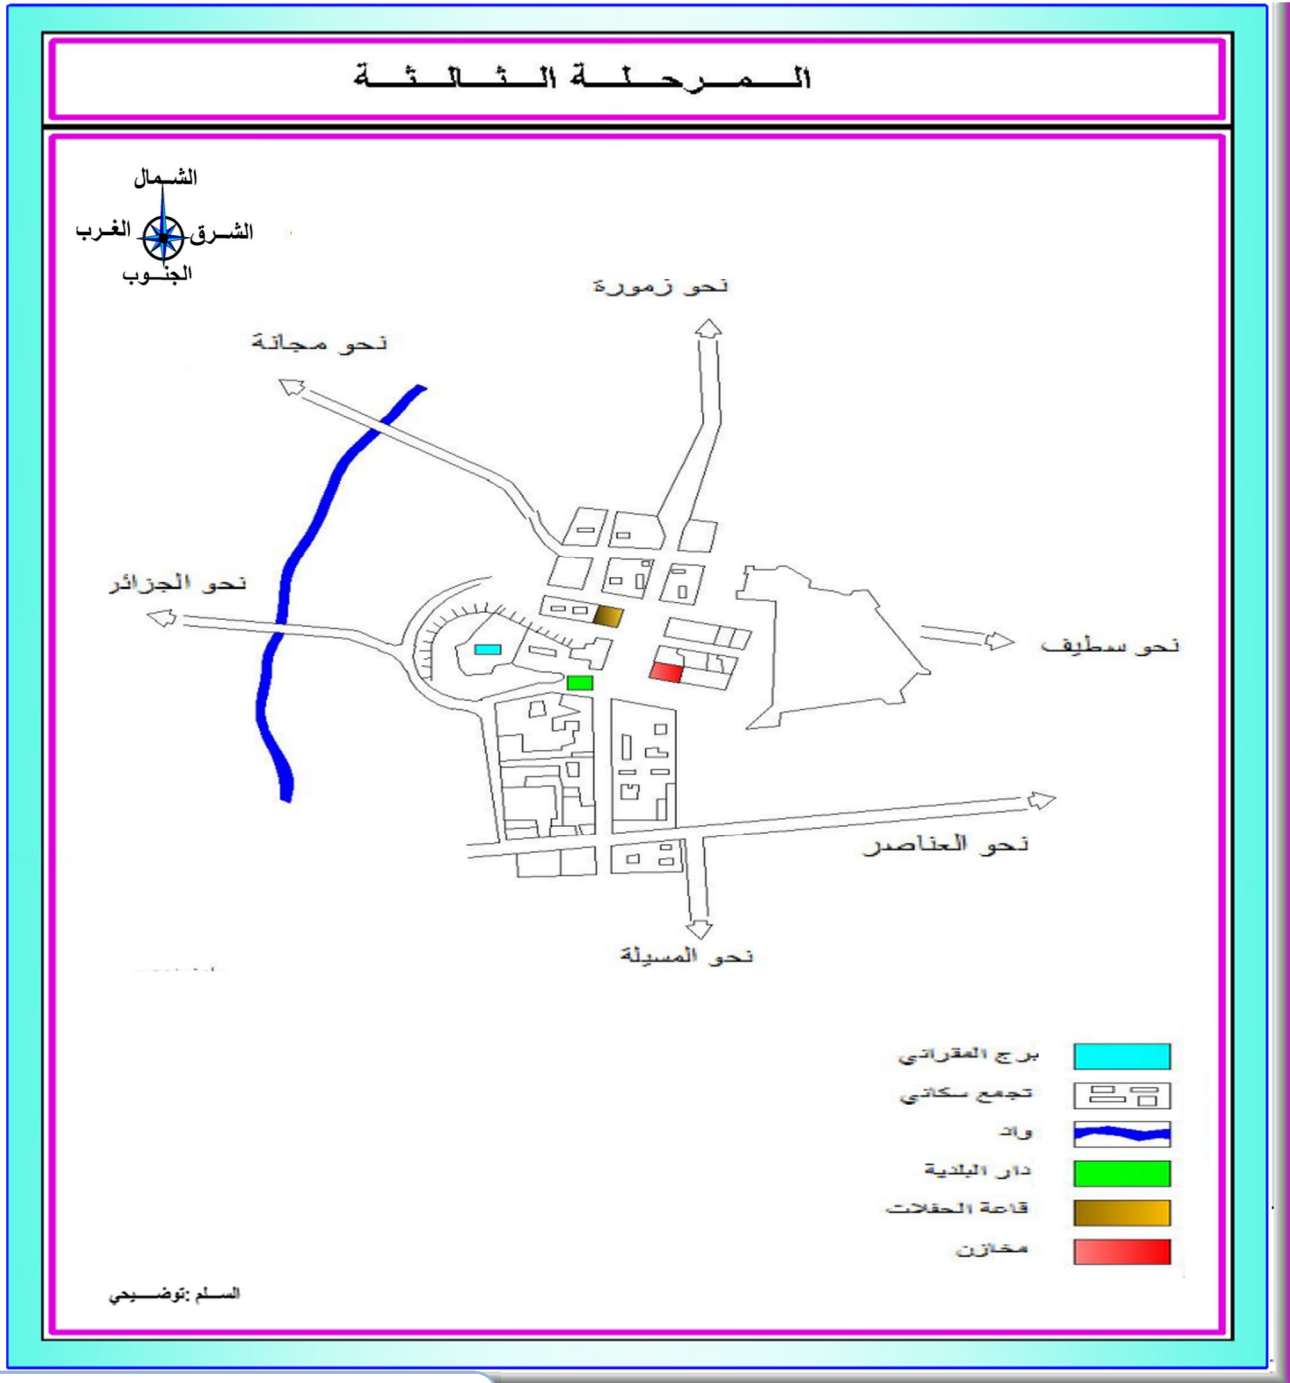 المرحلة الثالثة
الشمال
الغرب الشرق
الجنوب
نحو زمورة
نحو مجانة
نحو الجزائر
نحو سطيف
نحو العناصر
نحو المسيلة
برج المقراني
تجمع سكاني
واد
دار البلدية
قاعة الحفلات
مخازن
السلم :توضيحي